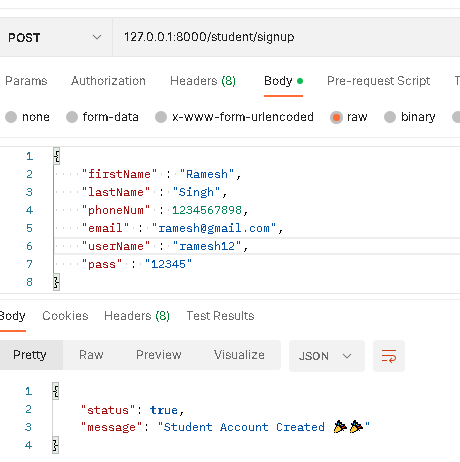 POST 127.0.0.1:8000/student/signup
Params Authorization Headers (8) Body Pre-request Script T
none form-data x-www-form-urlencoded raw binary
1 {
2 "firstName" : "Ramesh",
3 "lastName" : "Singh",
4 "phoneNum" : 1234567898,
5 "email" : "ramesh@gmail.com",
6 "userName" : "ramesh12",
7 "pass" : "12345"
8 }
Body Cookies Headers (8) Test Results
Pretty Raw Preview Visualize JSON
1 {
2 "status": true,
3 "message": "Student Account Created 🎉🎉"
4 }